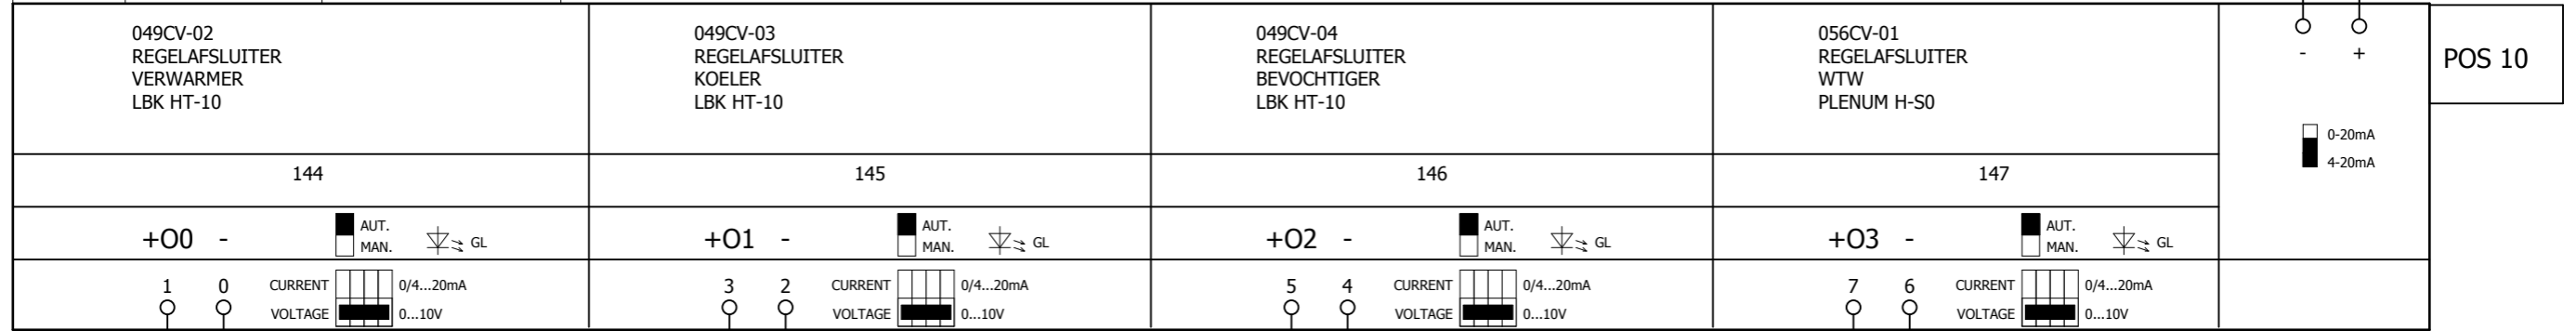 049CV-02
REGELAFSLUITER
VERWARMER
LBK HT-10
049CV-03
REGELAFSLUITER
KOELER
LBK HT-10
049CV-04
REGELAFSLUITER
BEVOCHTIGER
LBK HT-10
056CV-01
REGELAFSLUITER
WTW
PLENUM H-S0
- +
POS 10
0-20mA
4-20mA
144
145
146
147
+O0 -
AUT.
MAN.
GL
+O1 -
AUT.
MAN.
GL
+O2 -
AUT.
MAN.
GL
+O3 -
AUT.
MAN.
GL
1 0
CURRENT 0/4...20mA
VOLTAGE 0...10V
3 2
CURRENT 0/4...20mA
VOLTAGE 0...10V
5 4
CURRENT 0/4...20mA
VOLTAGE 0...10V
7 6
CURRENT 0/4...20mA
VOLTAGE 0...10V